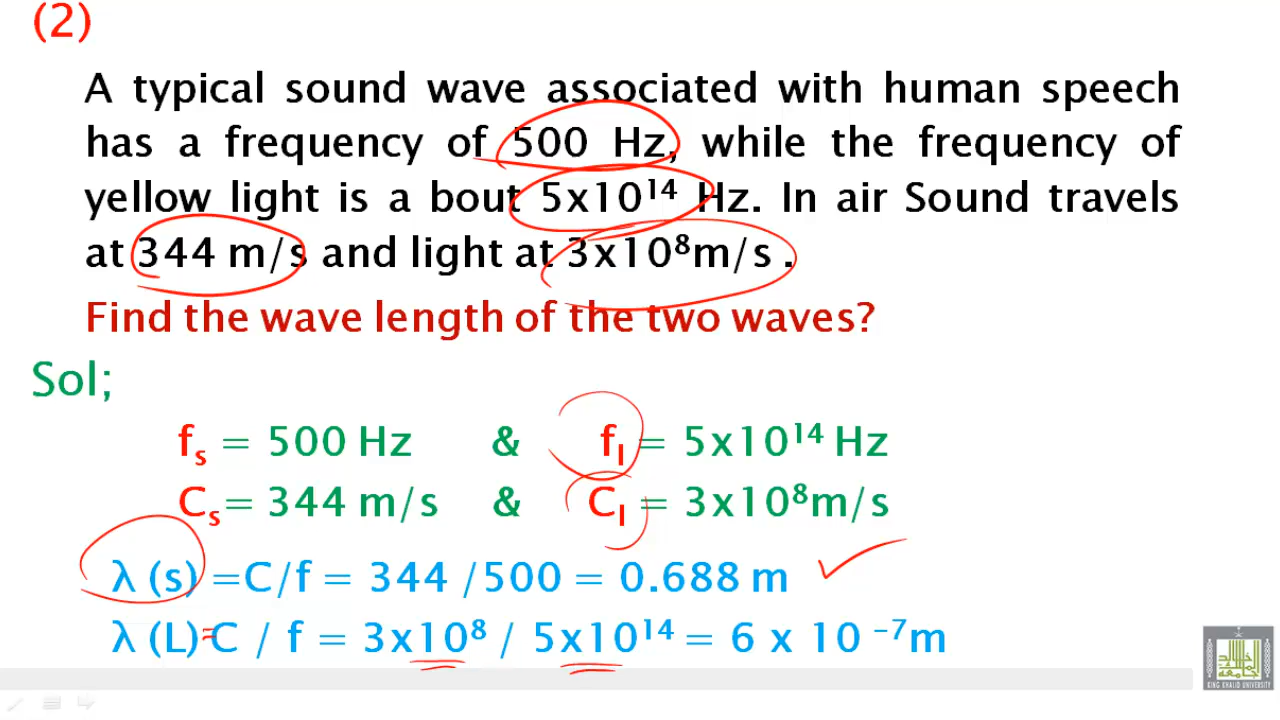 (2)
A typical sound wave associated with human speech
has a frequency of 500 Hz, while the frequency of
yellow light is a bout 5x10¹⁴ Hz. In air Sound travels
at 344 m/s and light at 3x10⁸m/s .
Find the wave length of the two waves?
Sol;
fₛ = 500 Hz & fₗ = 5x10¹⁴ Hz
Cₛ= 344 m/s & Cₗ = 3x10⁸m/s
λ (s) =C/f = 344 /500 = 0.688 m
λ (L)=C / f = 3x10⁸ / 5x10¹⁴ = 6 x 10 ⁻⁷m
KING KHALID UNIVERSITY